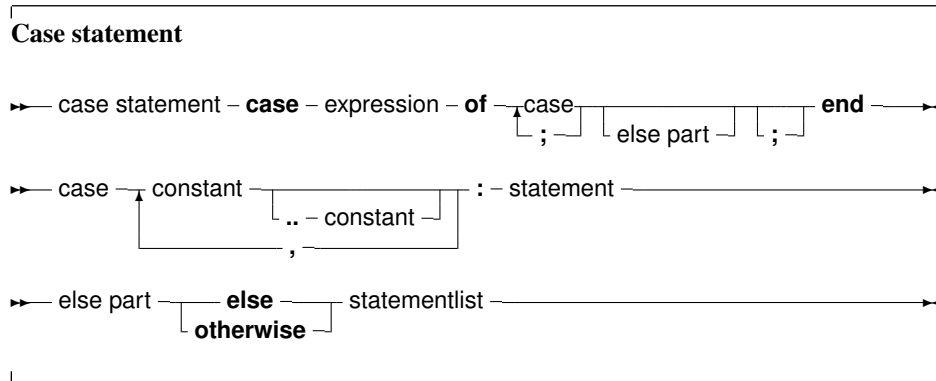 Case statement
case statement case expression of case end
; else part ;
case constant : statement
.. constant
,
else part else statementlist
otherwise